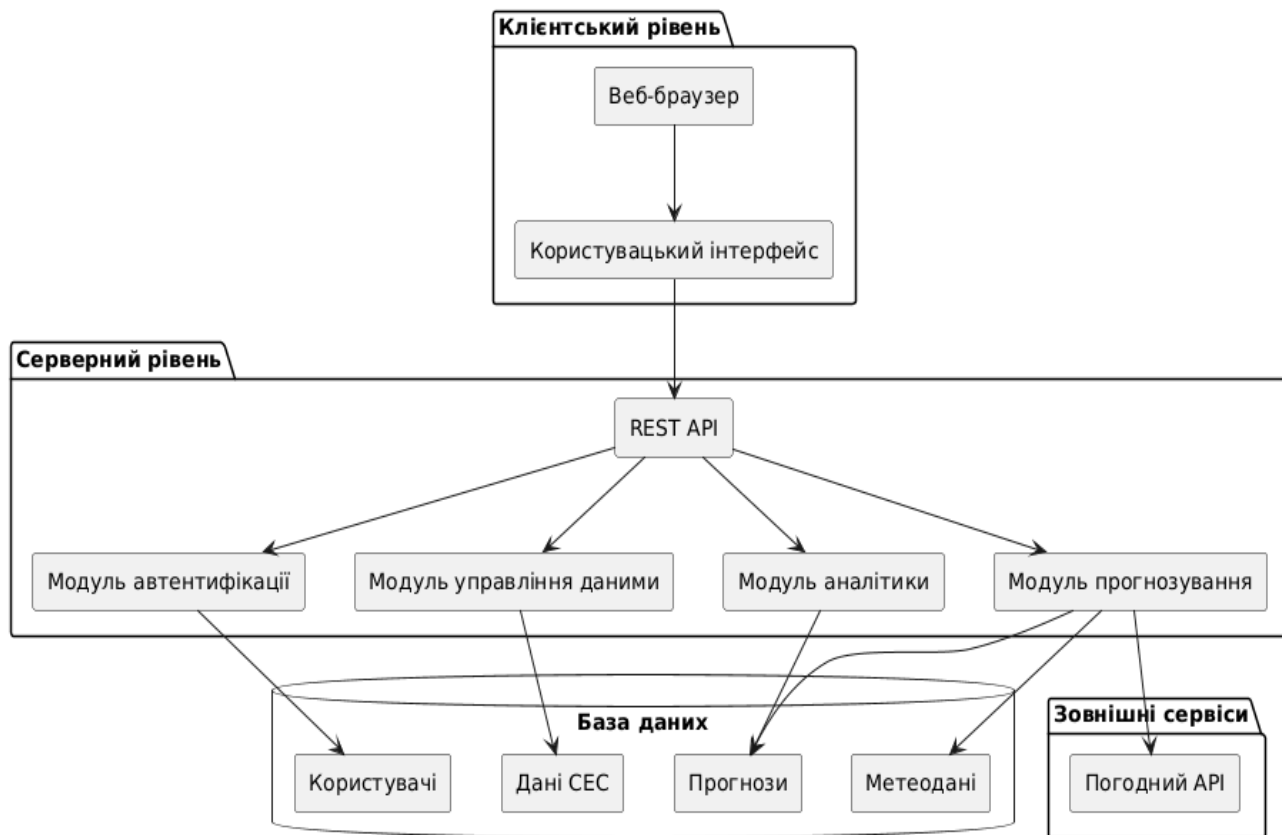 Клієнтський рівень
Веб-браузер
Користувацький інтерфейс
Серверний рівень
REST API
Модуль автентифікації
Модуль управління даними
Модуль аналітики
Модуль прогнозування
База даних
Користувачі
Дані СЕС
Прогнози
Метеодані
Зовнішні сервіси
Погодний API